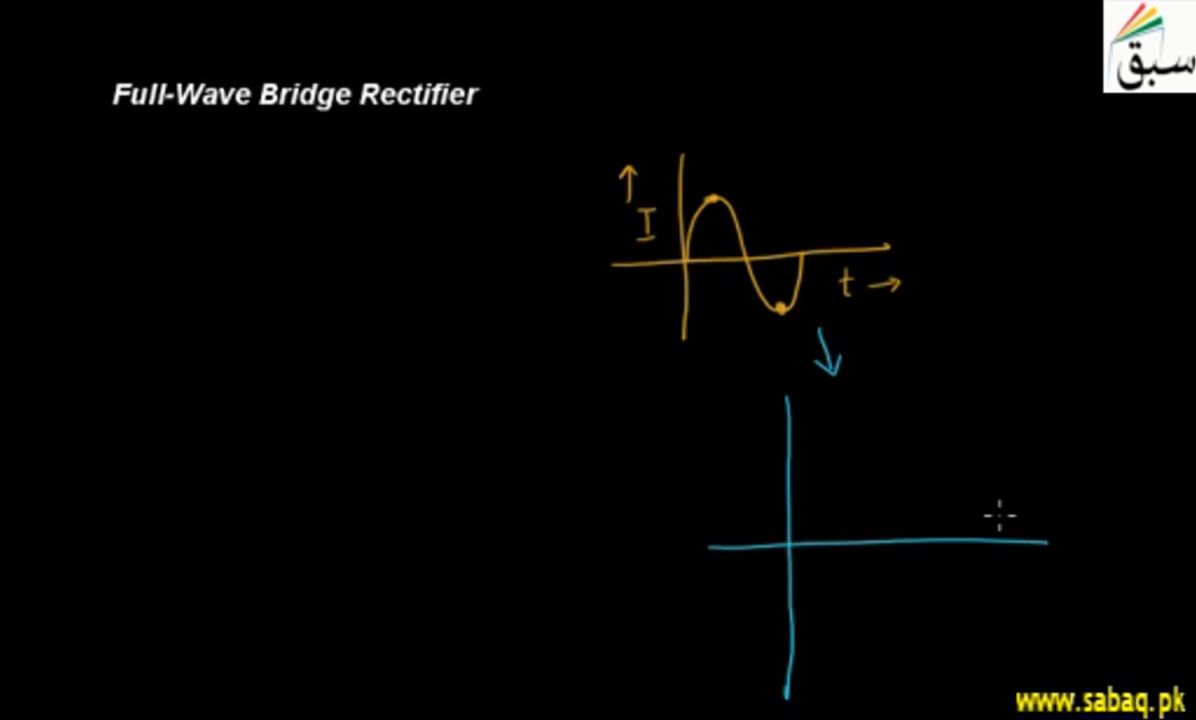 سبق
Full-Wave Bridge Rectifier
I
t
www.sabaq.pk